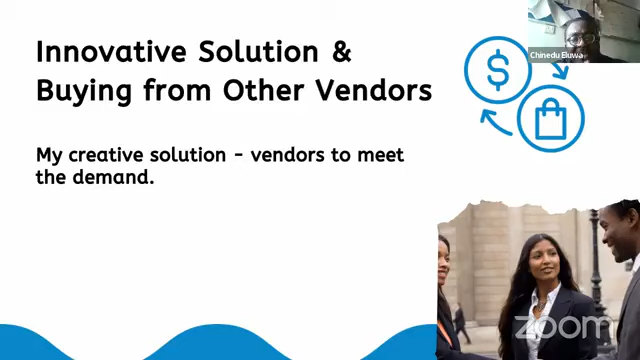 Innovative Solution &
Buying from Other Vendors
My creative solution - vendors to meet
the demand.
Chinedu Eluwa
$
zoom